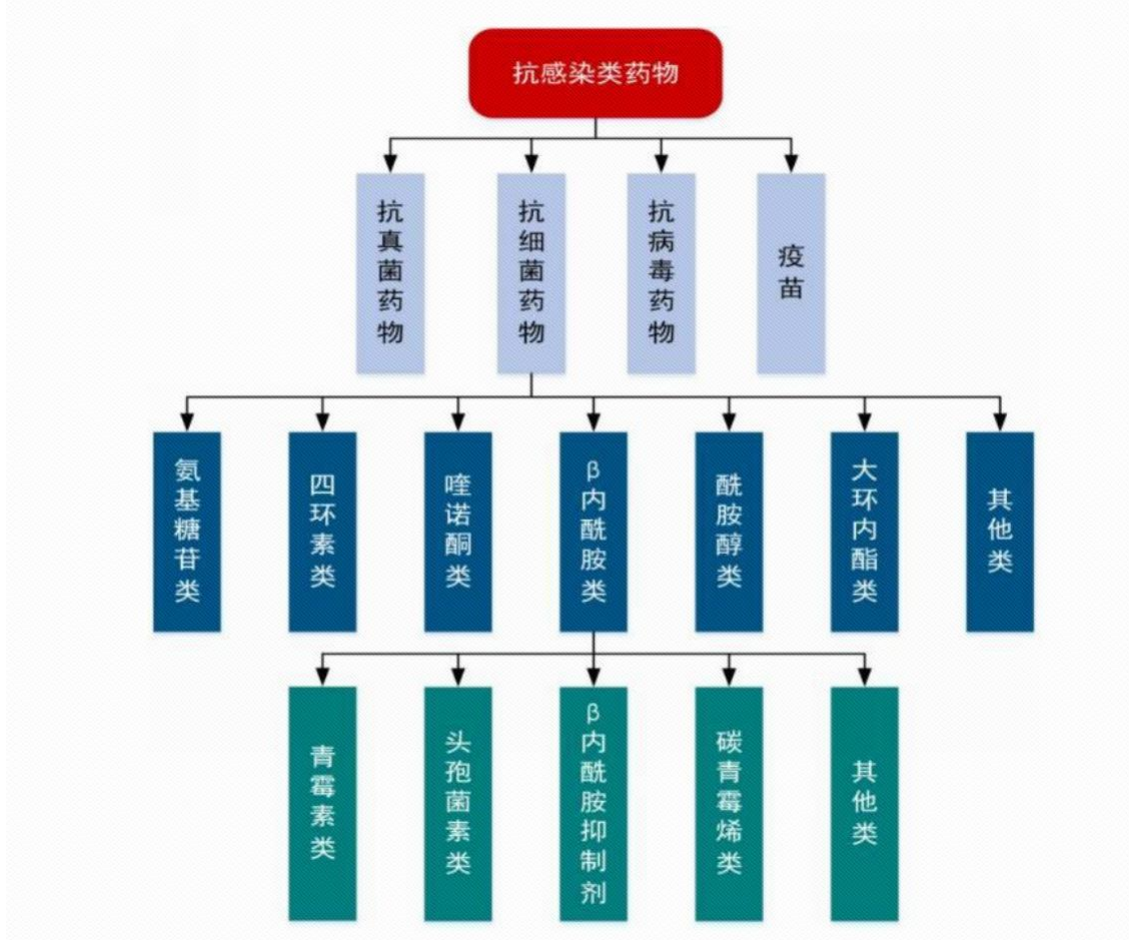 抗感染类药物
抗真菌药物
抗细菌药物
抗病毒药物
疫苗
氨基糖苷类
四环素类
喹诺酮类
β内酰胺类
酰胺醇类
大环内酯类
其他类
青霉素类
头孢菌素类
β内酰胺抑制剂
碳青霉烯类
其他类